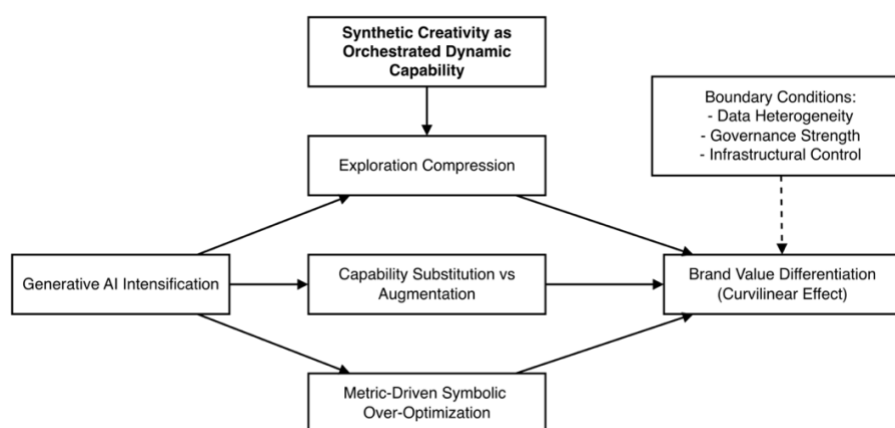 Synthetic Creativity as
Orchestrated Dynamic
Capability
Boundary Conditions:
- Data Heterogeneity
- Governance Strength
- Infrastructural Control
Exploration Compression
Generative AI Intensification
Capability Substitution vs
Augmentation
Brand Value Differentiation
(Curvilinear Effect)
Metric-Driven Symbolic
Over-Optimization